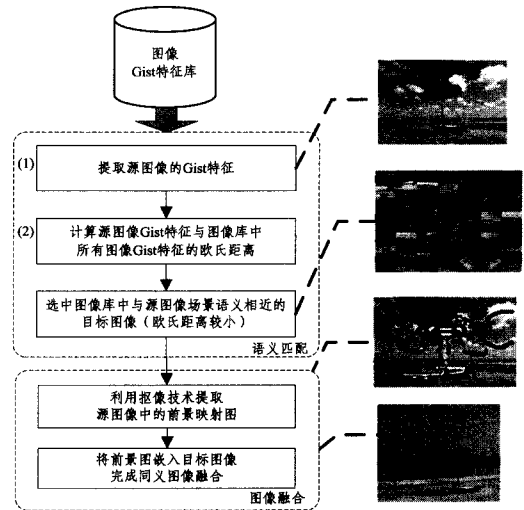 图像
Gist特征库
(1)
提取源图像的Gist特征
(2)
计算源图像Gist特征与图像库中
所有图像Gist特征的欧氏距离
选中图像库中与源图像场景语义相近的
目标图像（欧氏距离较小）
语义匹配
利用抠像技术提取
源图像中的前景映射图
将前景图嵌入目标图像
完成同义图像融合
图像融合